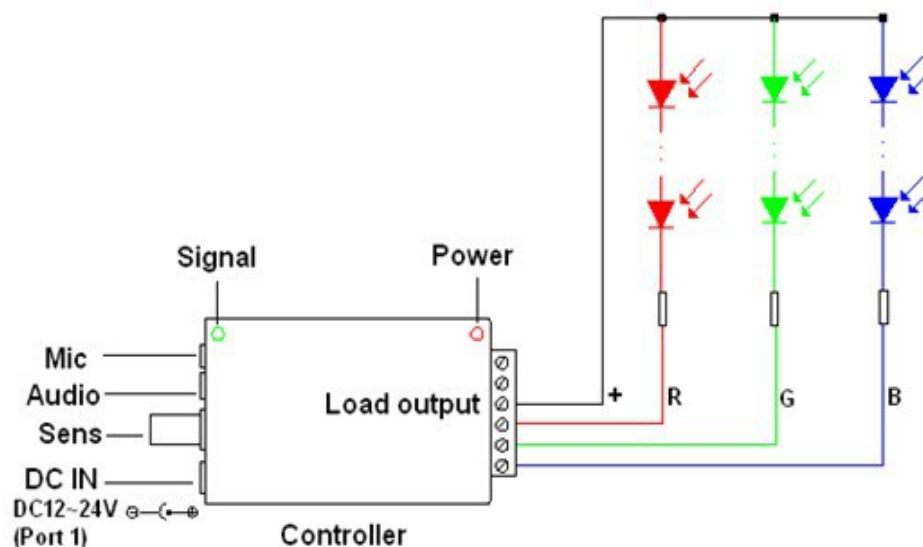 Signal
Power
Mic
Audio
Sens
DC IN
DC12~24V
(Port 1)
Load output
+ R G B
Controller